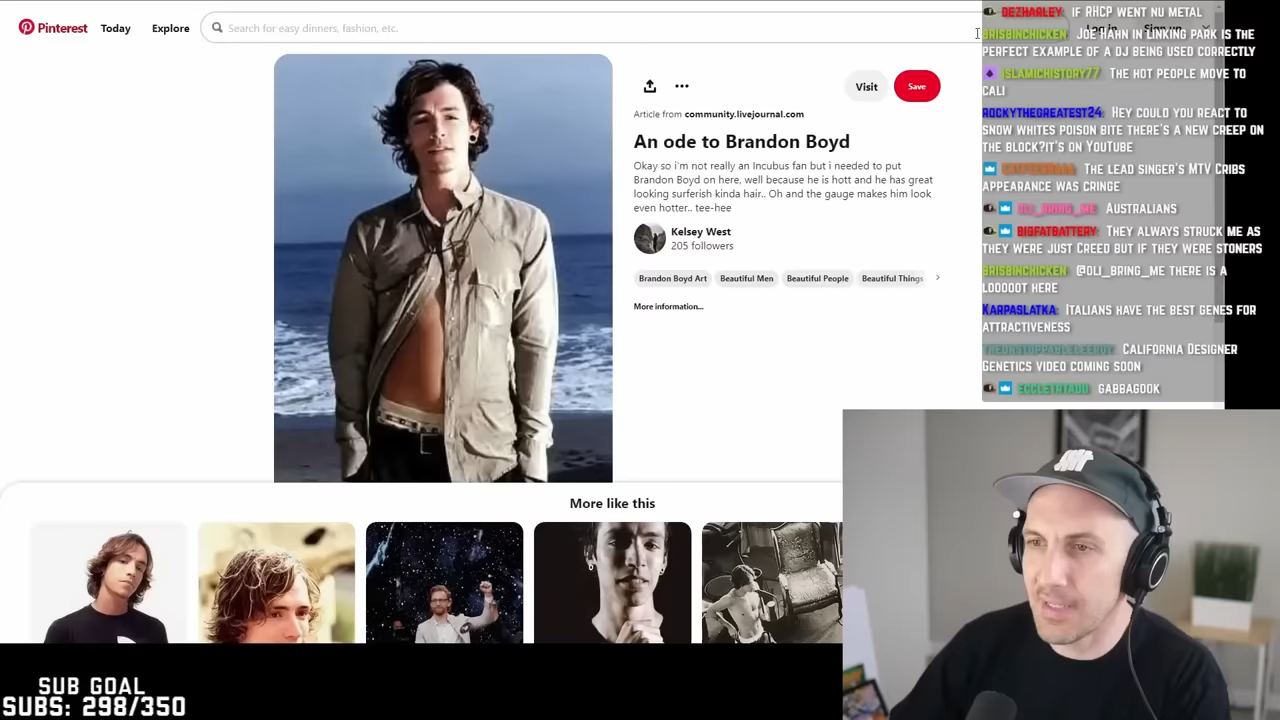 Pinterest
Today
Explore
Search for easy dinners, fashion, etc.
Visit
Save
Article from community.livejournal.com
An ode to Brandon Boyd
Okay so i'm not really an Incubus fan but i needed to put
Brandon Boyd on here, well because he is hott and he has great
looking surferish kinda hair.. Oh and the gauge makes him look
even hotter.. tee-hee
Kelsey West
205 followers
Brandon Boyd Art
Beautiful Men
Beautiful People
Beautiful Things
More information...
More like this
DEZHARLEY: IF RHCP WENT NU METAL
BRISBINCHICKEN: JOE HAHN IN LINKING PARK IS THE
PERFECT EXAMPLE OF A DJ BEING USED CORRECTLY
ISLAMICHISTORY77: THE HOT PEOPLE MOVE TO
CALI
ROCKYTHEGREATEST24: HEY COULD YOU REACT TO
SNOW WHITES POISON BITE THERE'S A NEW CREEP ON
THE BLOCK?IT'S ON YOUTUBE
THE LEAD SINGER'S MTV CRIBS
APPEARANCE WAS CRINGE
OLI_BRING_ME: AUSTRALIANS
BIGFATBATTERY: THEY ALWAYS STRUCK ME AS
THEY WERE JUST CREED BUT IF THEY WERE STONERS
BRISBINCHICKEN: @OLI_BRING_ME THERE IS A
LOOOOOT HERE
KARPASLATKA: ITALIANS HAVE THE BEST GENES FOR
ATTRACTIVENESS
CALIFORNIA DESIGNER
GENETICS VIDEO COMING SOON
GABBAGOOK
SUB GOAL
SUBS: 298/350